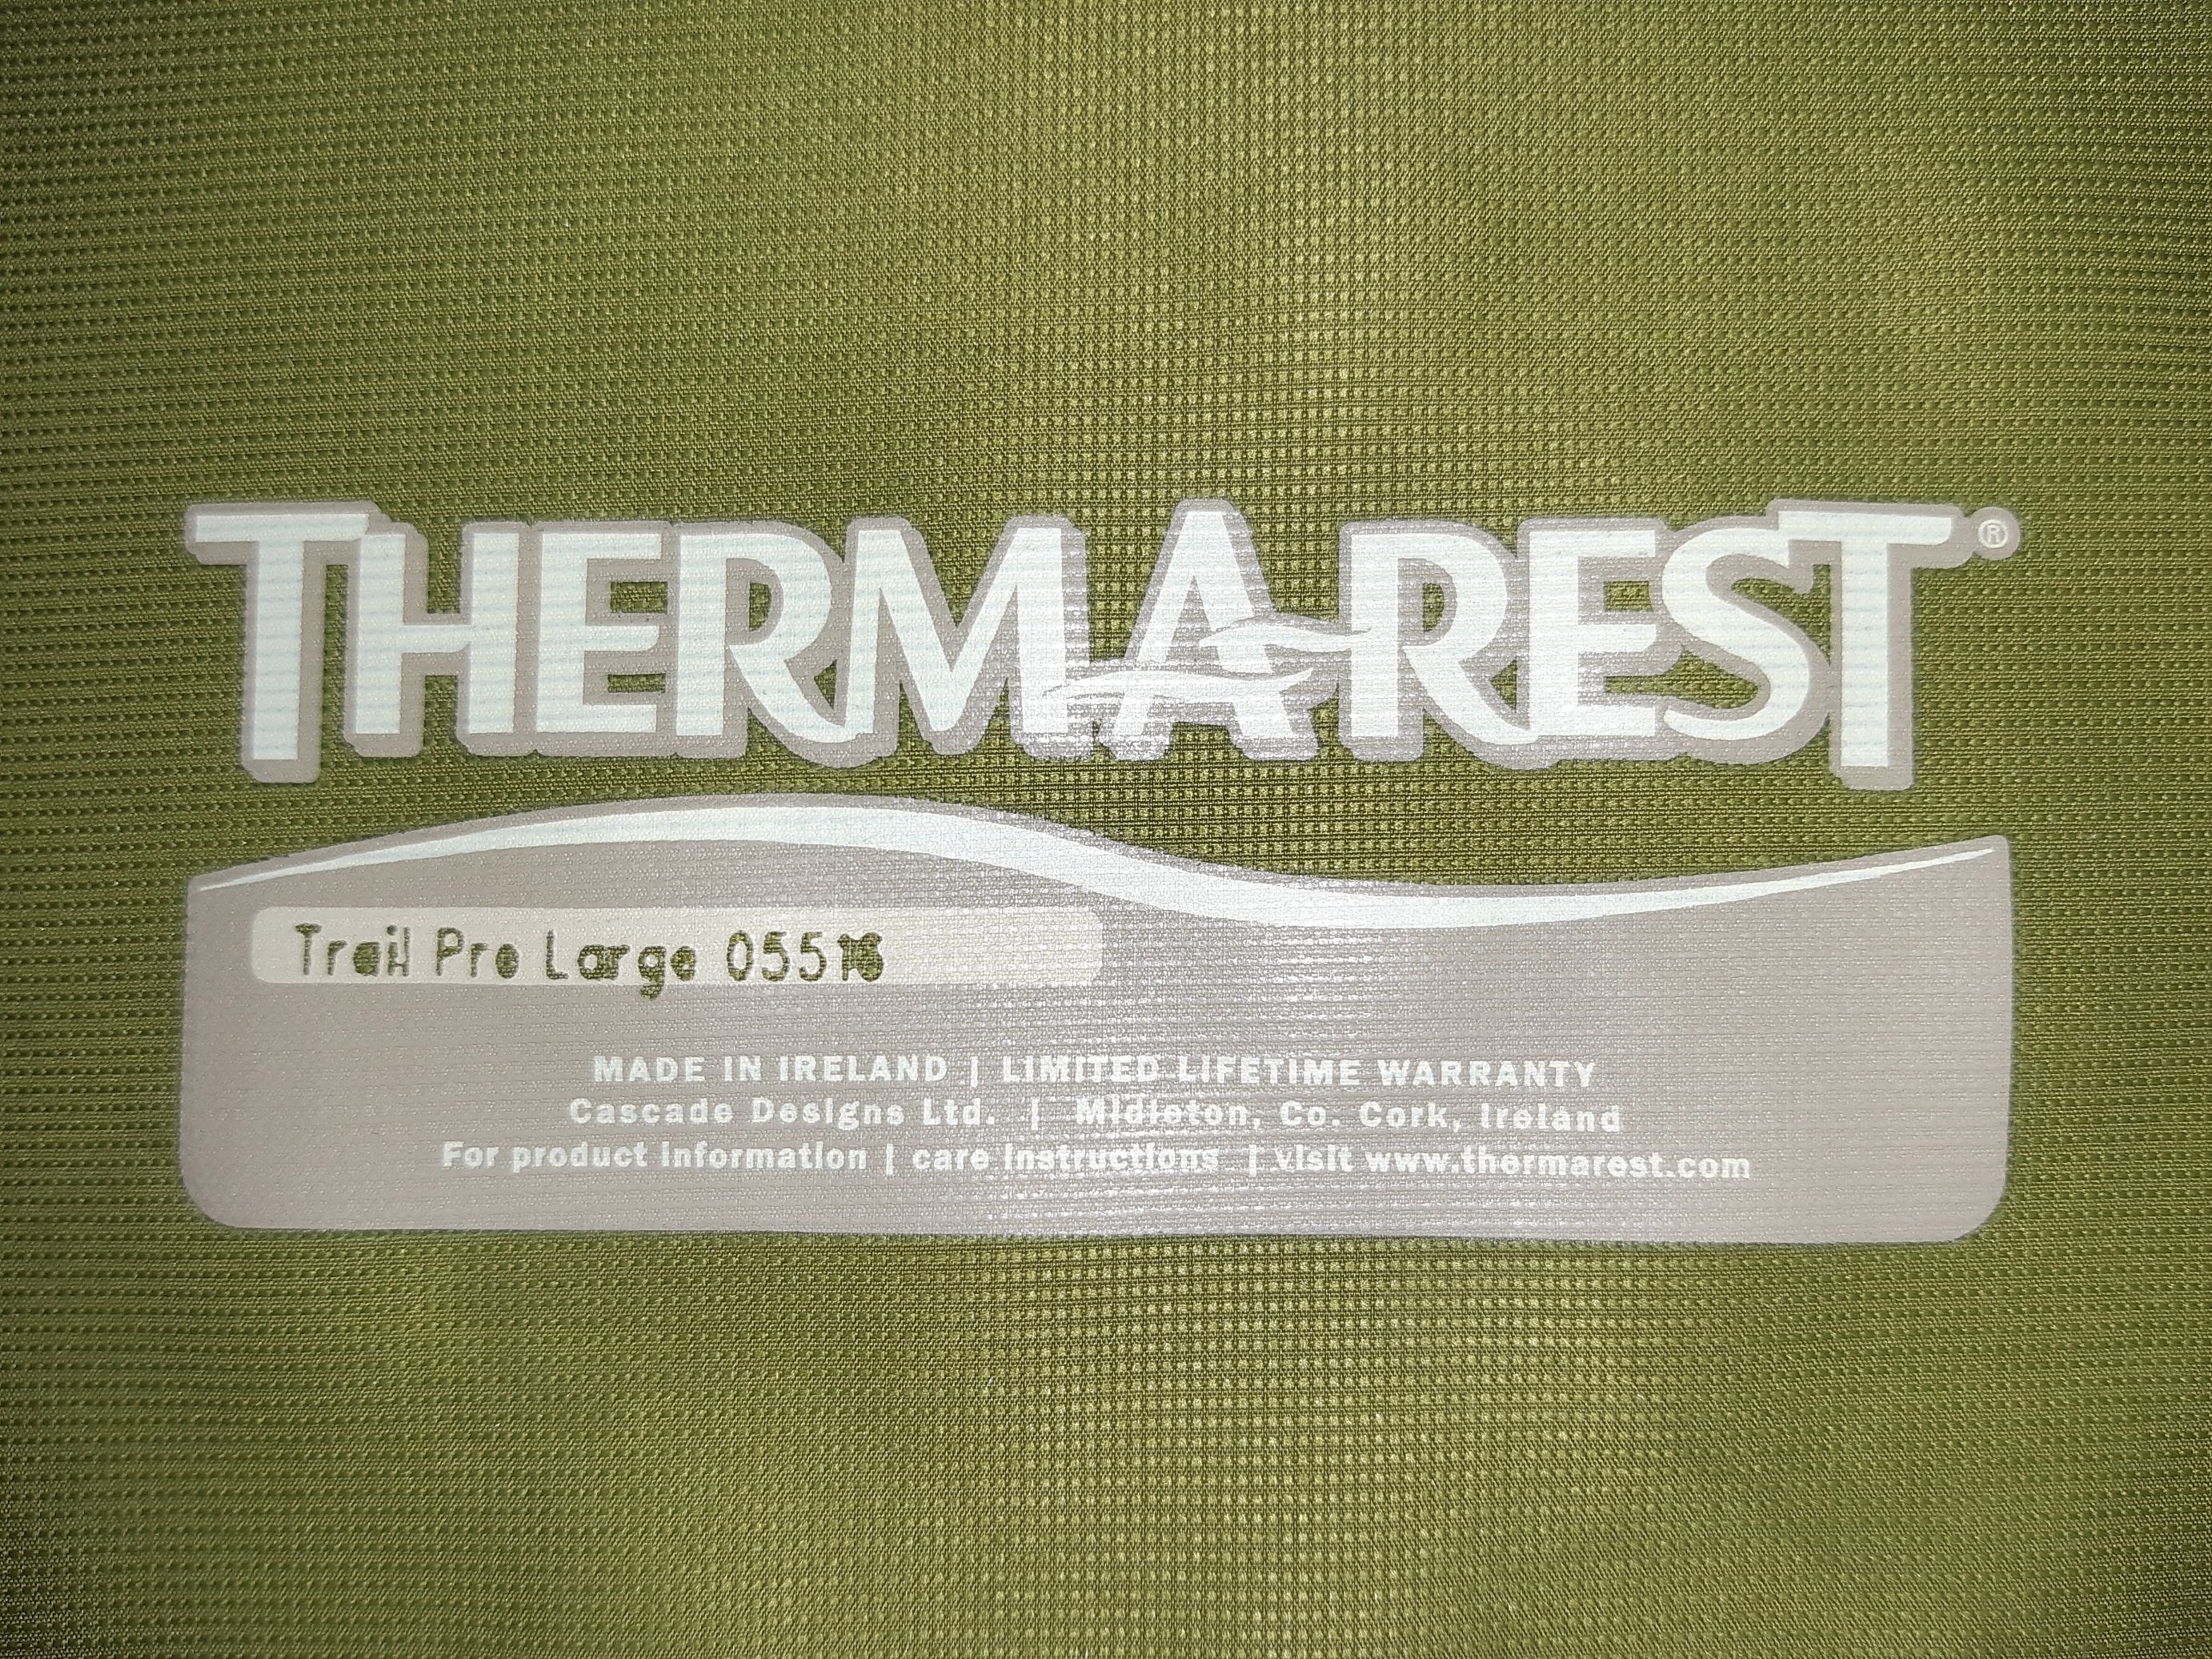 THERMAREST®
Trail Pro Large
MADE IN IRELAND | LIMITED LIFETIME WARRANTY
Cascade Designs Ltd. | Midleton, Co. Cork, Ireland
For product information | care instructions | visit www.thermarest.com